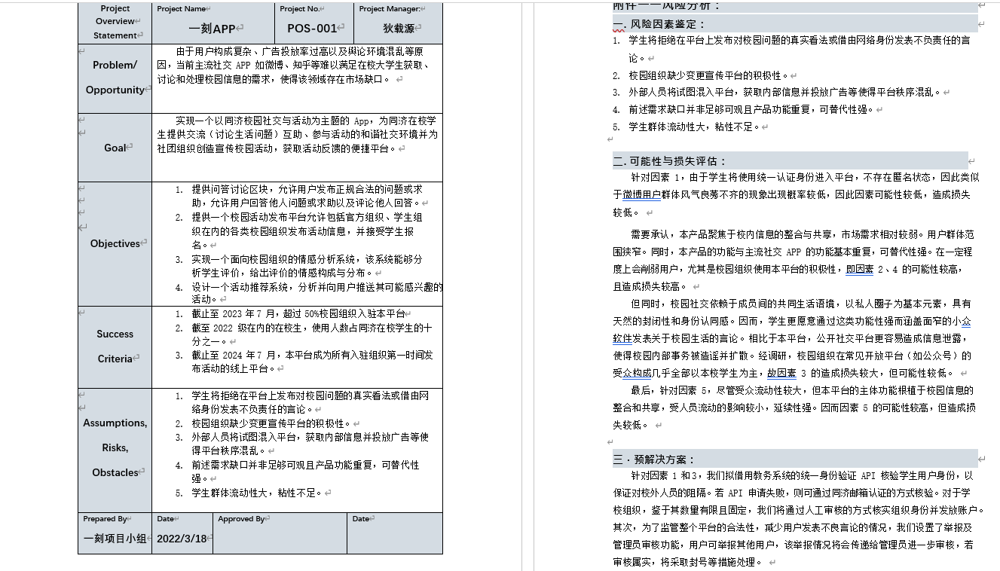 Project
Overview
Statement
Project Name
一刻APP
Project No.
POS-001
Project Manager:
狄载源
Problem/
Opportunity
由于用户构成复杂、广告投放率过高以及舆论环境混乱等原
因，当前主流社交 APP 如微博、知乎等难以满足在校大学生获取、
讨论和处理校园信息的需求，使得该领域存在市场缺口。
Goal
实现一个以同济校园社交与活动为主题的 App，为同济在校学
生提供交流（讨论生活问题）互助、参与活动的和谐社交环境并为
社团组织创造宣传校园活动，获取活动反馈的便捷平台。
Objectives
1. 提供问答讨论区块，允许用户发布正规合法的问题或求
助，允许用户回答他人问题或求助以及评论他人回答。
2. 提供一个校园活动发布平台允许包括官方组织、学生组
织在内的各类校园组织发布活动信息，并接受学生报
名。
3. 实现一个面向校园组织的情感分析系统，该系统能够分
析学生评价，给出评价的情感构成与分布。
4. 设计一个活动推荐系统，分析并向用户推送其可能感兴趣的
活动。
Success
Criteria
1. 截止至 2023 年 7 月，超过 50%校园组织入驻本平台
2. 截至 2022 级在内的在校生，使用人数占同济在校学生的十
分之一。
3. 截止至 2024 年 7 月，本平台成为所有入驻组织第一时间发
布活动的线上平台。
Assumptions,
Risks,
Obstacles
1. 学生将拒绝在平台上发布对校园问题的真实看法或借由网
络身份发表不负责任的言论。
2. 校园组织缺少变更宣传平台的积极性。
3. 外部人员将试图混入平台，获取内部信息并投放广告等使
得平台秩序混乱。
4. 前述需求缺口并非足够可观且产品功能重复，可替代性
强。
5. 学生群体流动性大，粘性不足。
Prepared By
一刻项目小组
Date
2022/3/18
Approved By
Date
附件一——风险分析：
一. 风险因素鉴定：
1. 学生将拒绝在平台上发布对校园问题的真实看法或借由网络身份发表不负责任的言
论。
2. 校园组织缺少变更宣传平台的积极性。
3. 外部人员将试图混入平台，获取内部信息并投放广告等使得平台秩序混乱。
4. 前述需求缺口并非足够可观且产品功能重复，可替代性强。
5. 学生群体流动性大，粘性不足。
二. 可能性与损失评估：
针对因素 1，由于学生将使用统一认证身份进入平台，不存在匿名状态，因此类似
于微博用户群体风气良莠不齐的现象出现概率较低，因此因素可能性较低，造成损失
较低。
需要承认，本产品聚焦于校内信息的整合与共享，市场需求相对较弱。用户群体范
围狭窄。同时，本产品的功能与主流社交 APP 的功能基本重复，可替代性强。在一定程
度上会削弱用户，尤其是校园组织使用本平台的积极性，即因素 2、4 的可能性较高，
且造成损失较高。
但同时，校园社交依赖于成员间的共同生活语境，以私人圈子为基本元素，具有
天然的封闭性和身份认同感。因而，学生更愿意通过这类功能性强而涵盖面窄的小众
软件发表关于校园生活的言论。相比于本平台，公开社交平台更容易造成信息泄露，
使得校园内部事务被造谣并扩散。经调研，校园组织在常见开放平台（如公众号）的
受众构成几乎全部以本校学生为主，故因素 3 的造成损失较大，但可能性较低。
最后，针对因素 5，尽管受众流动性较大，但本平台的主体功能根植于校园信息的
整合和共享，受人员流动的影响较小，延续性强。因而因素 5 的可能性较高，但造成损
失较低。
三·预解决方案：
针对因素 1 和3，我们拟借用教务系统的统一身份验证 API 核验学生用户身份，以
保证对校外人员的阻隔。若 API 申请失败，则可通过同济邮箱认证的方式核验。对于学
校组织，鉴于其数量有限且固定，我们将通过人工审核的方式核实组织身份并发放账户。
其次，为了监管整个平台的合法性，减少用户发表不良言论的情况，我们设置了举报及
管理员审核功能，用户可举报其他用户，该举报情况将会传递给管理员进一步审核，若
审核属实，将采取封号等措施处理。